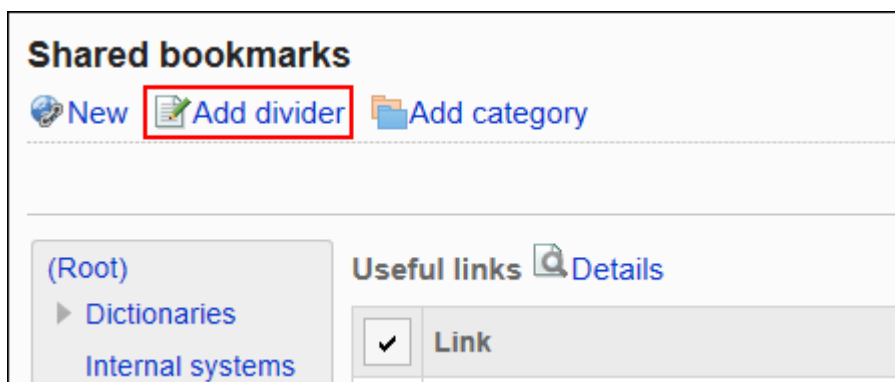 Shared bookmarks
New Add divider Add category
(Root)
Dictionaries
Internal systems
Useful links Details
Link